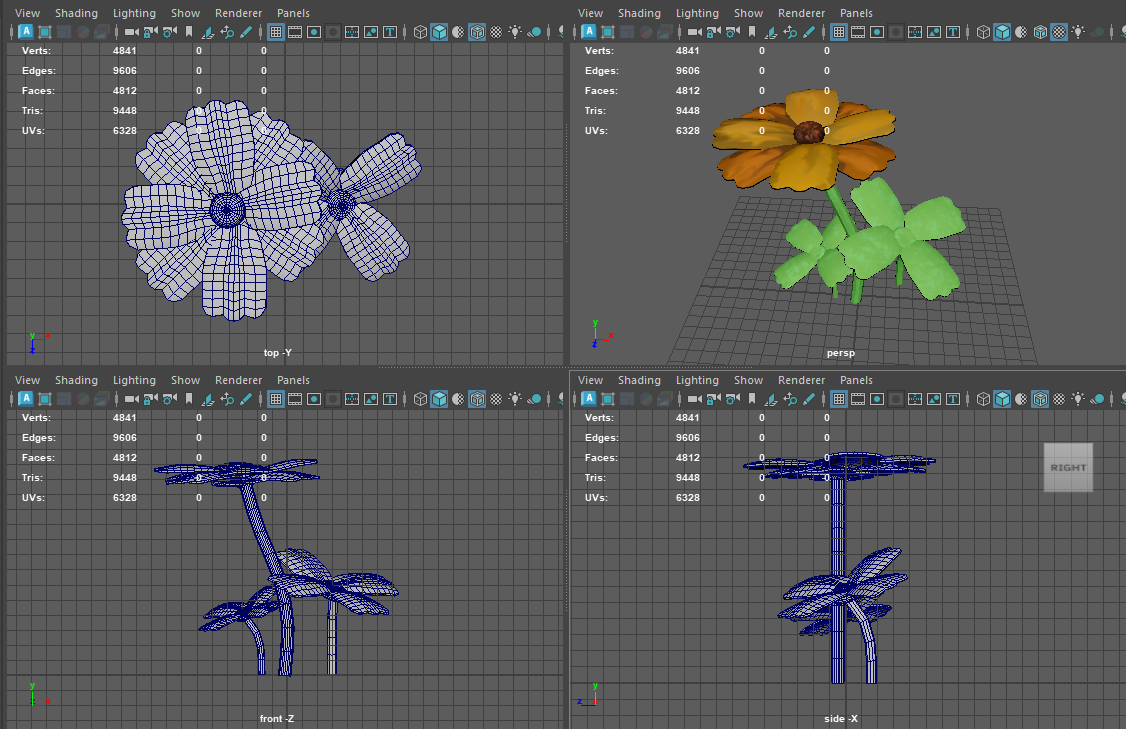 View Shading Lighting Show Renderer Panels
Verts: 4841 0 0
Edges: 9606 0 0
Faces: 4812 0 0
Tris: 9448 0 0
UVs: 6328 0 0
y x
z
top -Y
View Shading Lighting Show Renderer Panels
Verts: 4841 0 0
Edges: 9606 0 0
Faces: 4812 0 0
Tris: 9448 0 0
UVs: 6328 0 0
y
x
z
persp
View Shading Lighting Show Renderer Panels
Verts: 4841 0 0
Edges: 9606 0 0
Faces: 4812 0 0
Tris: 9448 0 0
UVs: 6328 0 0
y
x
front -Z
View Shading Lighting Show Renderer Panels
Verts: 4841 0 0
Edges: 9606 0 0
Faces: 4812 0 0
Tris: 9448 0 0
UVs: 6328 0 0
RIGHT
y
z
side -X